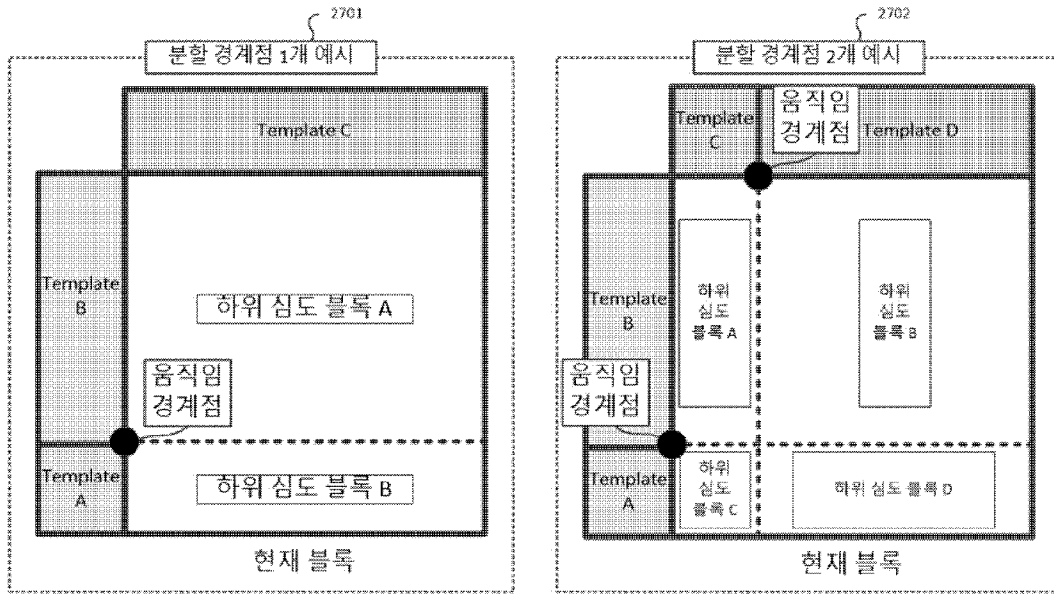 2701
분할 경계점 1개 예시
Template C
Template
B
하위 심도 블록 A
움직임
경계점
Template
A
하위 심도 블록 B
현재 블록
2702
분할 경계점 2개 예시
Template
C
움직임
경계점
Template D
Template
B
하위
심도
블록 A
하위
심도
블록 B
움직임
경계점
Template
A
하위
심도
블록 C
하위 심도 블록 D
현재 블록